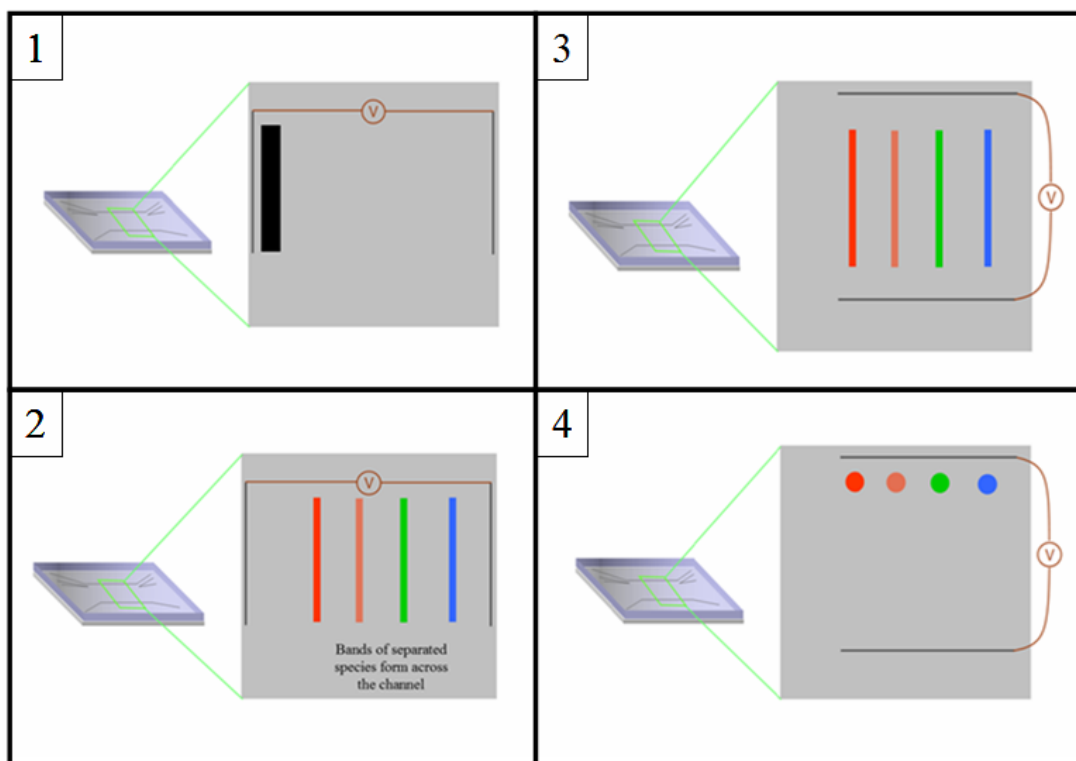 1
V
2
V
Bands of separated
species form across
the channel
3
V
4
V